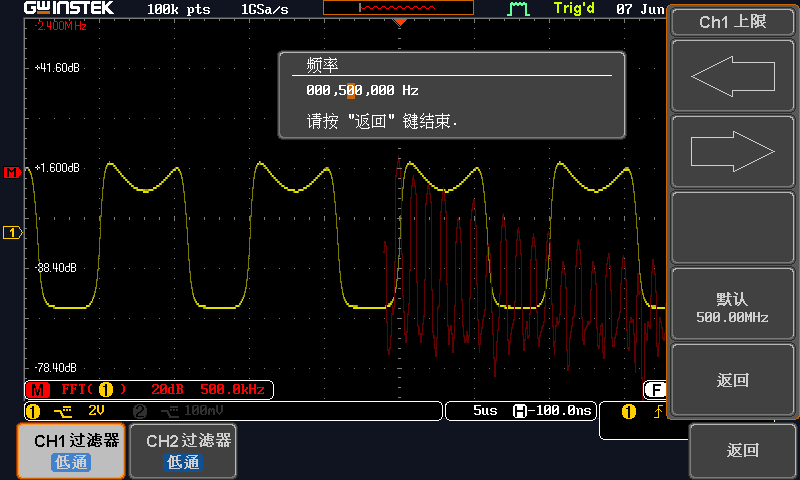 GWINSTEK 100k pts 1GSa/s Trig'd 07 Jun
-2.400MHz
+41.60dB
+1.600dB
-38.40dB
-78.40dB
M
1
频率
000,500,000 Hz
请按 "返回" 键结束.
Ch1 上限
默认
500.00MHz
返回
M FFT( 1 ) 20dB 500.0kHz
F
1 2V 2 100mV 5us H -100.0ns 1
CH1 过滤器
低通
CH2 过滤器
低通
返回